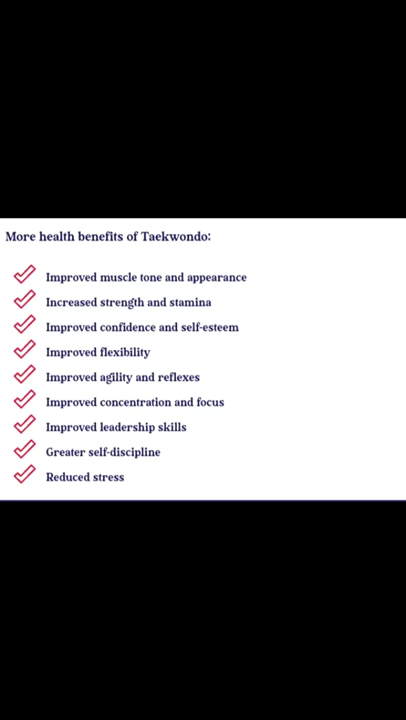 More health benefits of Taekwondo:
Improved muscle tone and appearance
Increased strength and stamina
Improved confidence and self-esteem
Improved flexibility
Improved agility and reflexes
Improved concentration and focus
Improved leadership skills
Greater self-discipline
Reduced stress